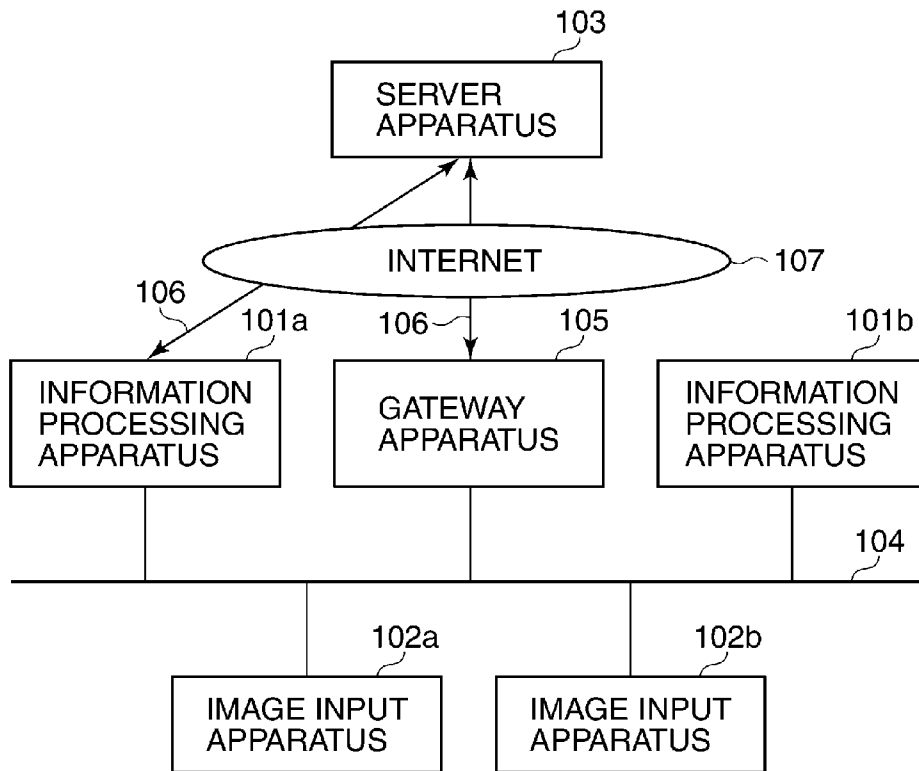 103
SERVER
APPARATUS
INTERNET
107
106
101a
106
105
101b
INFORMATION
PROCESSING
APPARATUS
GATEWAY
APPARATUS
INFORMATION
PROCESSING
APPARATUS
104
102a
102b
IMAGE INPUT
APPARATUS
IMAGE INPUT
APPARATUS